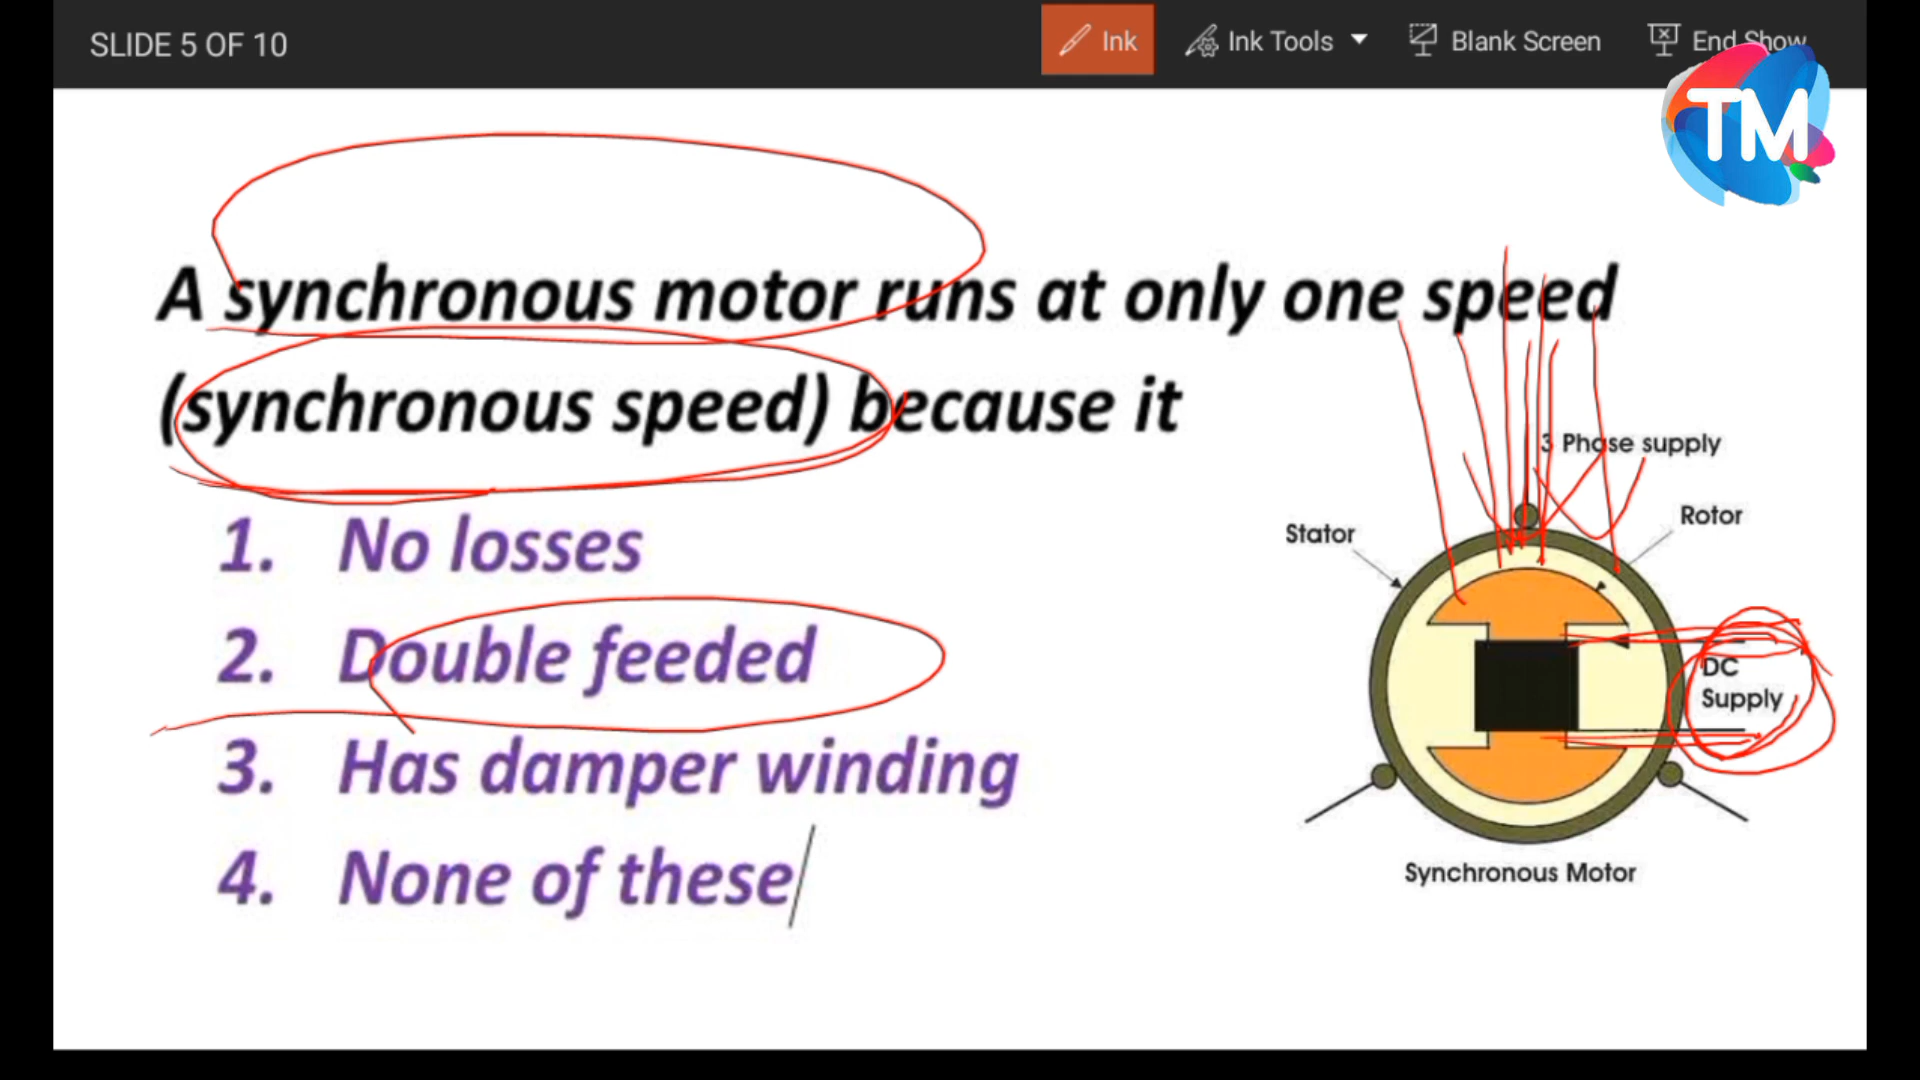 SLIDE 5 OF 10
Ink
Ink Tools
Blank Screen
End Show
TM
A synchronous motor runs at only one speed
(synchronous speed) because it
1. No losses
2. Double feeded
3. Has damper winding
4. None of these
3 Phase supply
Stator
Rotor
DC
Supply
Synchronous Motor